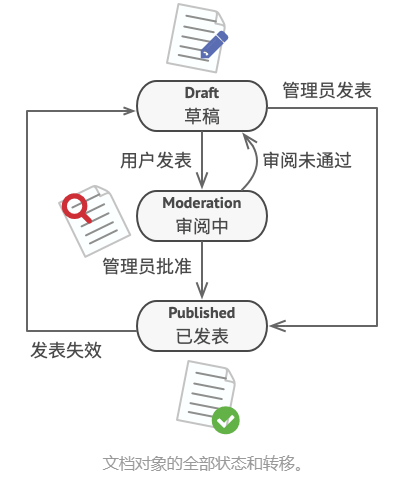 Draft
草稿
管理员发表
用户发表
审阅未通过
Moderation
审阅中
管理员批准
Published
已发表
发表失效
文档对象的全部状态和转移。